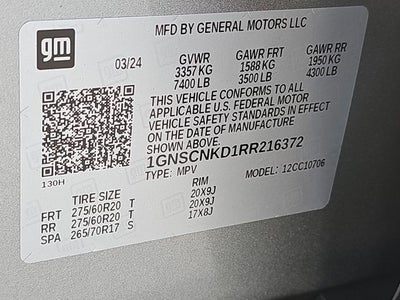 gm
MFD BY GENERAL MOTORS LLC
03/24
GVWR GAWR FRT GAWR RR
3357 KG 1588 KG 1950 KG
7400 LB 3500 LB 4300 LB
THIS VEHICLE CONFORMS TO ALL
APPLICABLE U.S. FEDERAL MOTOR
VEHICLE SAFETY STANDARDS IN EFFECT
ON THE DATE OF MANUFACTURE
SHOWN ABOVE.
1GNSCNKD1RR216372
130H
TYPE: MPV MODEL: 12CC10706
TIRE SIZE RIM
FRT 275/60R20 T 20X9J
RR 275/60R20 T 20X9J
SPA 265/70R17 S 17X8J